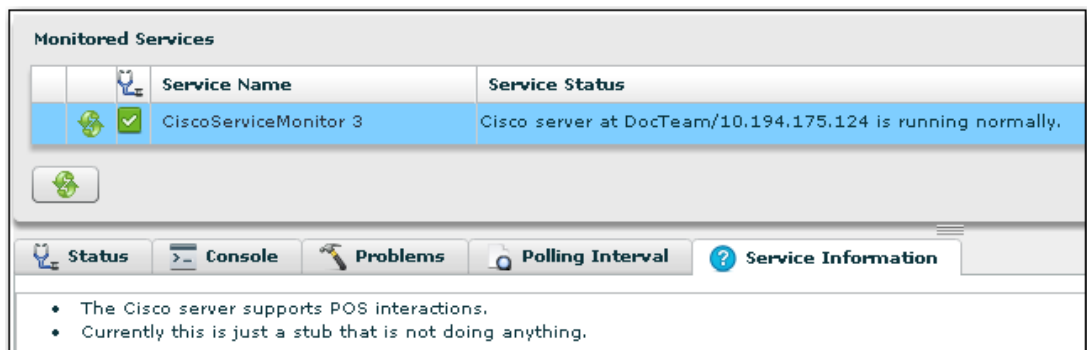 Monitored Services
Service Name Service Status
CiscoServiceMonitor 3 Cisco server at DocTeam/10.194.175.124 is running normally.
Status Console Problems Polling Interval Service Information
• The Cisco server supports POS interactions.
• Currently this is just a stub that is not doing anything.